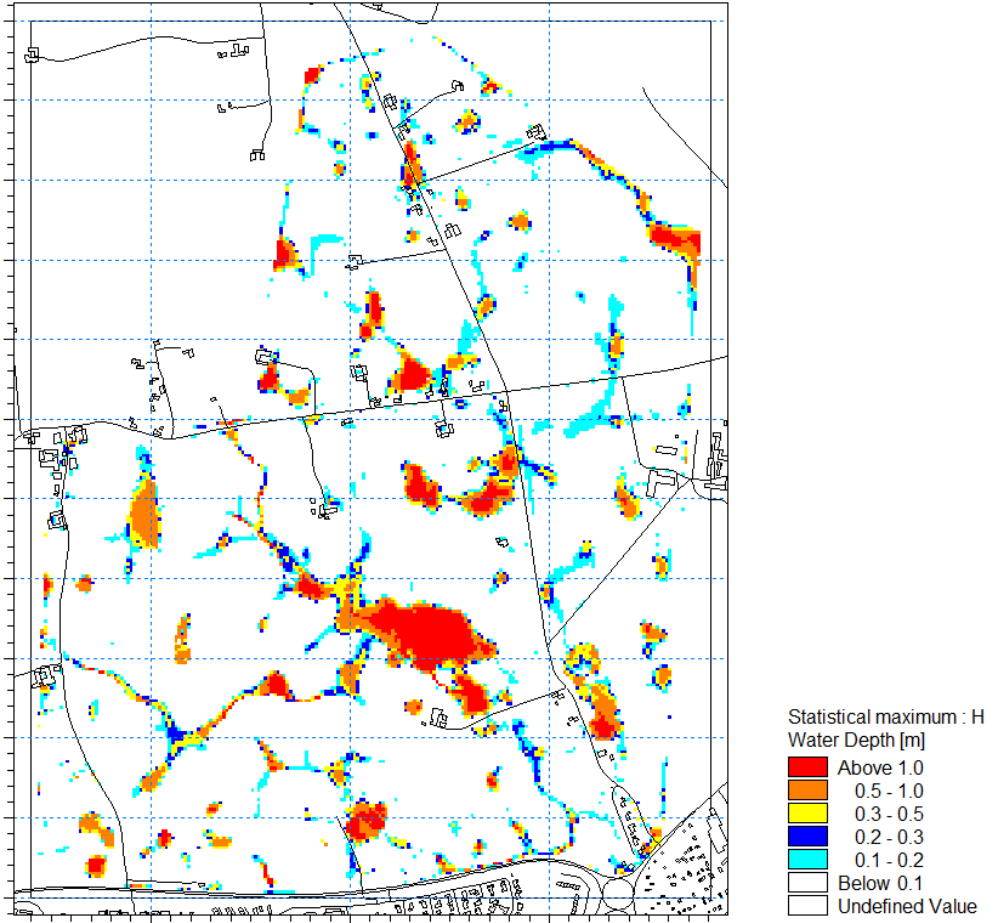 Statistical maximum : H
Water Depth [m]
Above 1.0
0.5 - 1.0
0.3 - 0.5
0.2 - 0.3
0.1 - 0.2
Below 0.1
Undefined Value